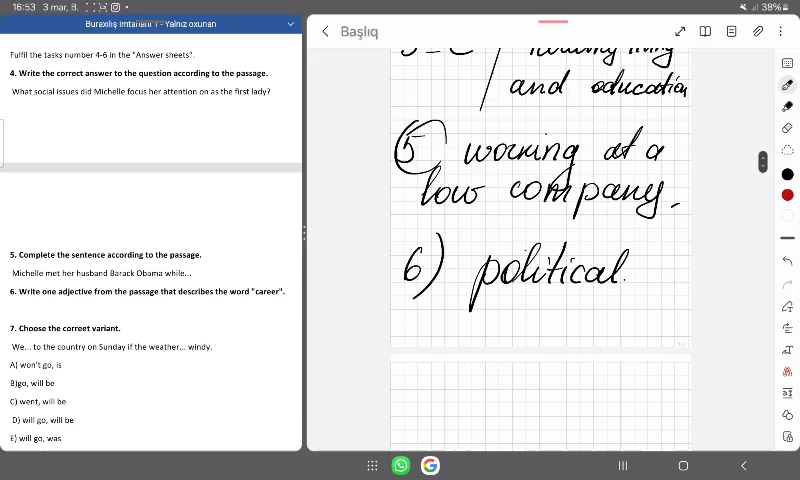 16:53 3 mar, B.
38%
Buraxılış imtahanı 1 - Yalnız oxunan
Fulfil the tasks number 4-6 in the "Answer sheets".
4. Write the correct answer to the question according to the passage.
What social issues did Michelle focus her attention on as the first lady?
5. Complete the sentence according to the passage.
Michelle met her husband Barack Obama while...
6. Write one adjective from the passage that describes the word "career".
7. Choose the correet variant.
We... to the country on Sunday if the weather... windy.
A) won't go, is
B)go, will be
C) went, will be
D) will go, will be
E) will go, was
Başlıq
and education
5 working at a
low company.
6) political.